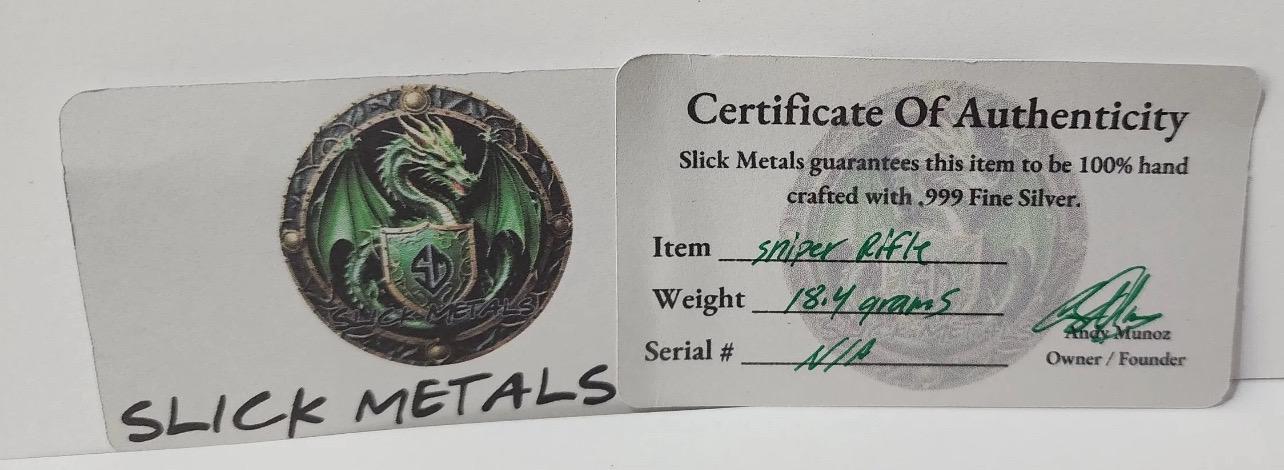 SD
SLICK METALS
SLICK METALS
Certificate Of Authenticity
Slick Metals guarantees this item to be 100% hand
crafted with .999 Fine Silver.
Item sniper Rifle
Weight 18.4 grams
Serial # N/A
Andy Munoz
Owner / Founder